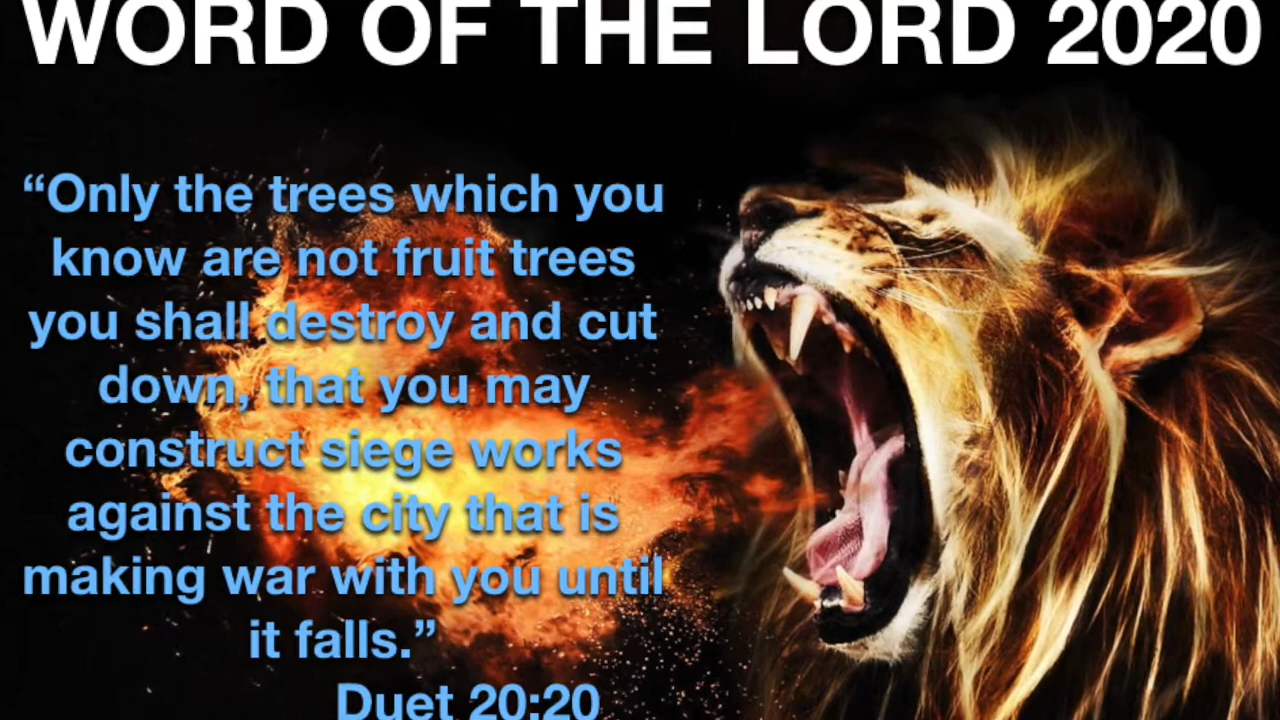 WORD OF THE LORD 2020
“Only the trees which you
know are not fruit trees
you shall destroy and cut
down, that you may
construct siege works
against the city that is
making war with you until
it falls.”
Duet 20:20